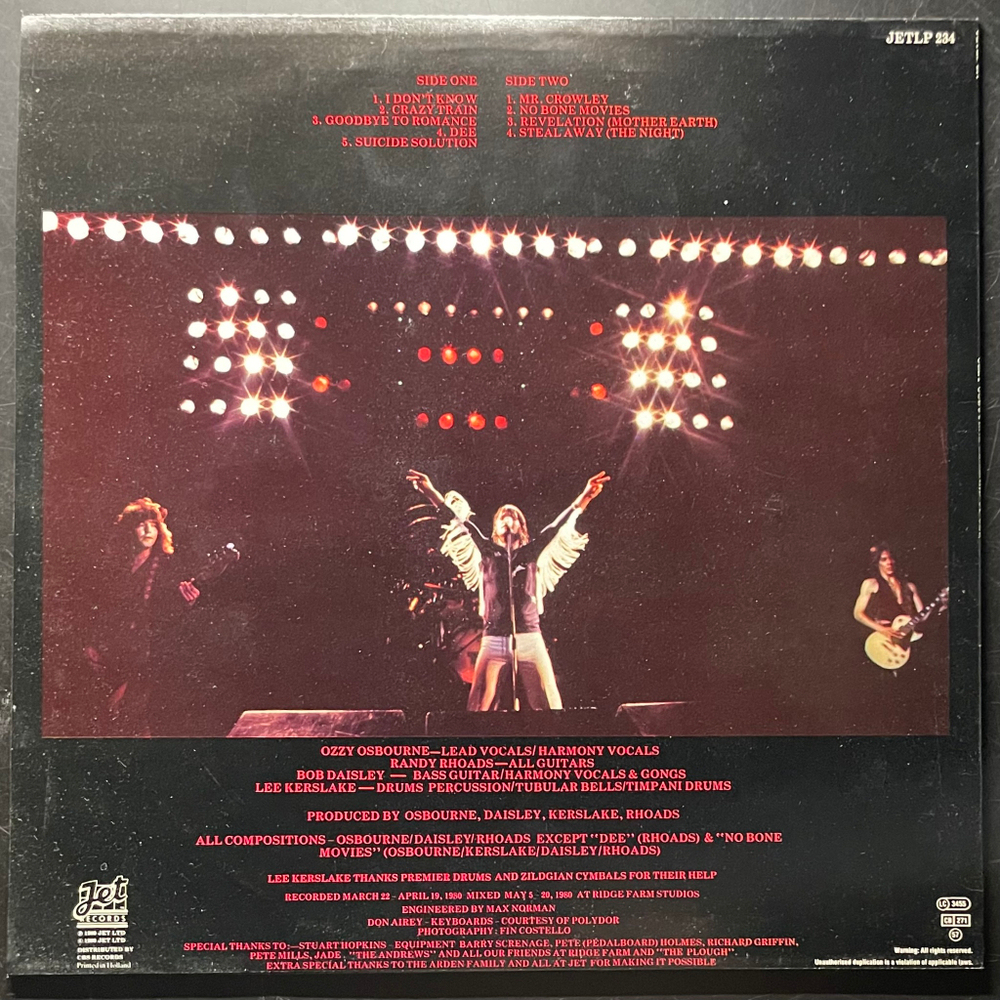 JETLP 234
SIDE ONE
1. I DON'T KNOW
2. CRAZY TRAIN
3. GOODBYE TO ROMANCE
4. DEE
5. SUICIDE SOLUTION
SIDE TWO
1. MR. CROWLEY
2. NO BONE MOVIES
3. REVELATION (MOTHER EARTH)
4. STEAL AWAY (THE NIGHT)
OZZY OSBOURNE—LEAD VOCALS/HARMONY VOCALS
RANDY RHOADS—ALL GUITARS
BOB DAISLEY — BASS GUITAR/HARMONY VOCALS & GONGS
LEE KERSLAKE — DRUMS PERCUSSION/TUBULAR BELLS/TIMPANI DRUMS
PRODUCED BY OSBOURNE, DAISLEY, KERSLAKE, RHOADS
ALL COMPOSITIONS – OSBOURNE/DAISLEY/RHOADS EXCEPT "DEE" (RHOADS) & "NO BONE
MOVIES" (OSBOURNE/KERSLAKE/DAISLEY/RHOADS)
LEE KERSLAKE THANKS PREMIER DRUMS AND ZILDGIAN CYMBALS FOR THEIR HELP
RECORDED MARCH 22 – APRIL 19, 1980 MIXED MAY 5 – 20, 1980 AT RIDGE FARM STUDIOS
ENGINEERED BY MAX NORMAN
DON AIREY – KEYBOARDS – COURTESY OF POLYDOR
PHOTOGRAPHY: FIN COSTELLO
SPECIAL THANKS TO:—STUART HOPKINS – EQUIPMENT BARRY SCRENAGE, PETE (PEDALBOARD) HOLMES, RICHARD GRIFFIN,
PETE MILLS, JADE, "THE ANDREWS" AND ALL OUR FRIENDS AT RIDGE FARM AND "THE PLOUGH".
EXTRA SPECIAL THANKS TO THE ARDEN FAMILY AND ALL AT JET FOR MAKING IT POSSIBLE
Jet
RECORDS
℗ 1980 JET LTD
© 1980 JET LTD
DISTRIBUTED BY
CBS RECORDS
Printed in Holland
LC 3455
CB 271
57
Warning: All rights reserved.
Unauthorised duplication is a violation of applicable laws.